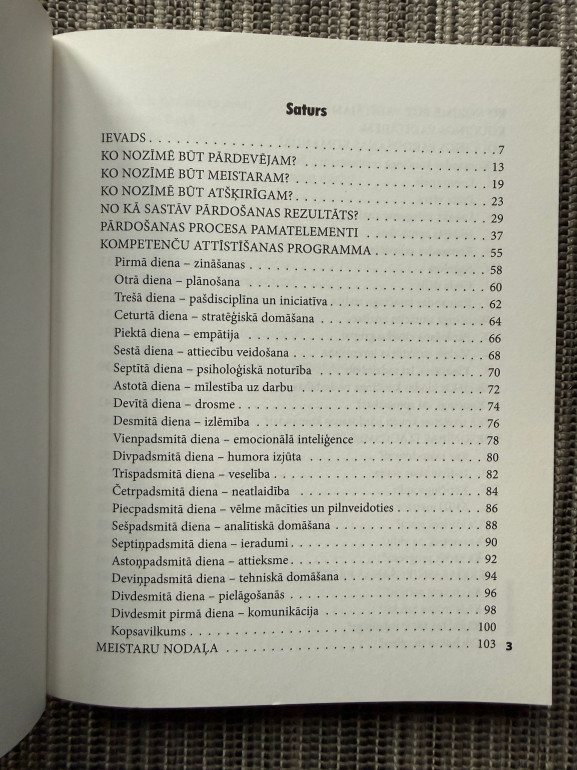 Saturs
IEVADS . . . . . . . . . . . . . . . . . . . . . . . . . . . . . . . . . . . . . . 7
KO NOZĪMĒ BŪT PĀRDEVĒJAM? . . . . . . . . . . . . . . . . . . . . 13
KO NOZĪMĒ BŪT MEISTARAM? . . . . . . . . . . . . . . . . . . . . . 19
KO NOZĪMĒ BŪT ATŠĶIRĪGAM? . . . . . . . . . . . . . . . . . . . . . 23
NO KĀ SASTĀV PĀRDOŠANAS REZULTĀTS? . . . . . . . . . . . . . 29
PĀRDOŠANAS PROCESA PAMATELEMENTI . . . . . . . . . . . . . 37
KOMPETENČU ATTĪSTĪŠANAS PROGRAMMA . . . . . . . . . . . . 55
Pirmā diena – zināšanas . . . . . . . . . . . . . . . . . . . . . . . . . . 58
Otrā diena – plānošana . . . . . . . . . . . . . . . . . . . . . . . . . . 60
Trešā diena – pašdisciplīna un iniciatīva . . . . . . . . . . . . . . . . . 62
Ceturtā diena – stratēģiskā domāšana . . . . . . . . . . . . . . . . . . 64
Piektā diena – empātija . . . . . . . . . . . . . . . . . . . . . . . . . . 66
Sestā diena – attiecību veidošana . . . . . . . . . . . . . . . . . . . . . 68
Septītā diena – psiholoģiskā noturība . . . . . . . . . . . . . . . . . . 70
Astotā diena – mīlestība uz darbu . . . . . . . . . . . . . . . . . . . . 72
Devītā diena – drosme . . . . . . . . . . . . . . . . . . . . . . . . . . . 74
Desmitā diena – izlēmība . . . . . . . . . . . . . . . . . . . . . . . . . 76
Vienpadsmitā diena – emocionālā inteliģence . . . . . . . . . . . . . . 78
Divpadsmitā diena – humora izjūta . . . . . . . . . . . . . . . . . . . 80
Trīspadsmitā diena – veselība . . . . . . . . . . . . . . . . . . . . . . . 82
Četrpadsmitā diena – neatlaidība . . . . . . . . . . . . . . . . . . . . . 84
Piecpadsmitā diena – vēlme mācīties un pilnveidoties . . . . . . . . . 86
Sešpadsmitā diena – analītiskā domāšana . . . . . . . . . . . . . . . . 88
Septiņpadsmitā diena – ieradumi . . . . . . . . . . . . . . . . . . . . . 90
Astoņpadsmitā diena – attieksme . . . . . . . . . . . . . . . . . . . . . 92
Deviņpadsmitā diena – tehniskā domāšana . . . . . . . . . . . . . . . 94
Divdesmitā diena – pielāgošanās . . . . . . . . . . . . . . . . . . . . . 96
Divdesmit pirmā diena – komunikācija . . . . . . . . . . . . . . . . . . 98
Kopsavilkums . . . . . . . . . . . . . . . . . . . . . . . . . . . . . . . . 100
MEISTARU NODAĻA . . . . . . . . . . . . . . . . . . . . . . . . . . . . 103
3